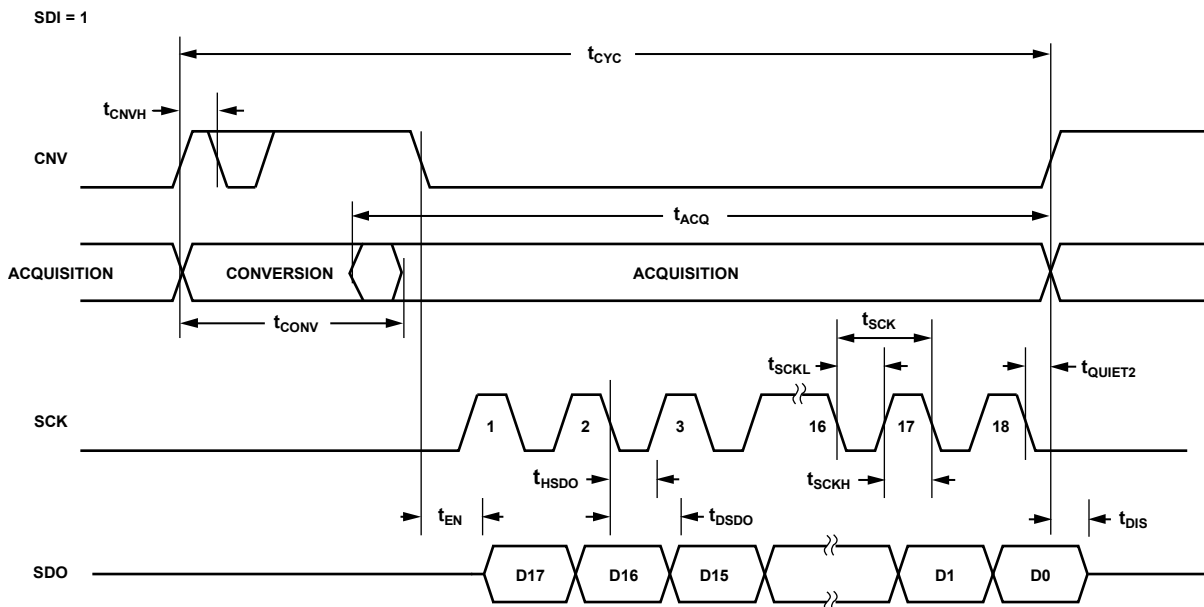 SDI = 1
tCYC
tCNVH
CNV
tACQ
ACQUISITION
CONVERSION
ACQUISITION
tCONV
tSCK
tSCKL
tQUIET2
SCK
1
2
3
16
17
18
tHSDO
tSCKH
tEN
tDSDO
tDIS
SDO
D17
D16
D15
D1
D0